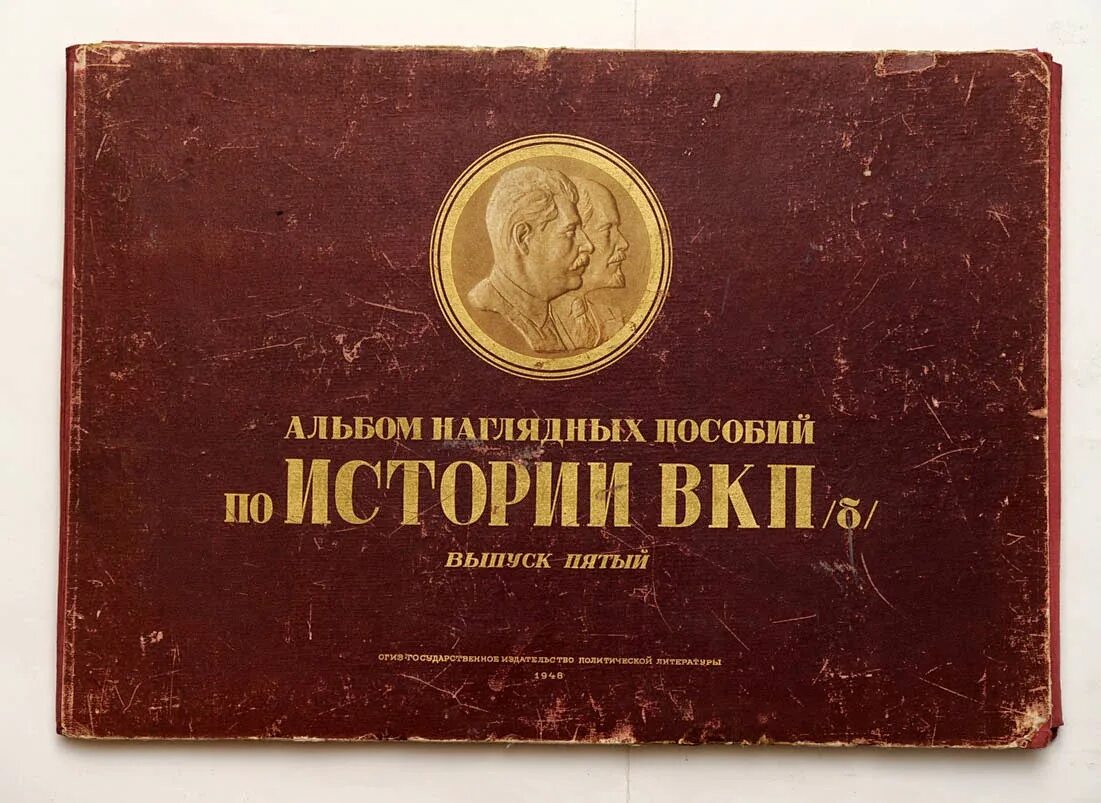 АЛЬБОМ НАГЛЯДНЫХ ПОСОБИЙ
ПО ИСТОРИИ ВКП /б/
ВЫПУСК ПЯТЫЙ
ОГИЗ-ГОСУДАРСТВЕННОЕ ИЗДАТЕЛЬСТВО ПОЛИТИЧЕСКОЙ ЛИТЕРАТУРЫ
1948